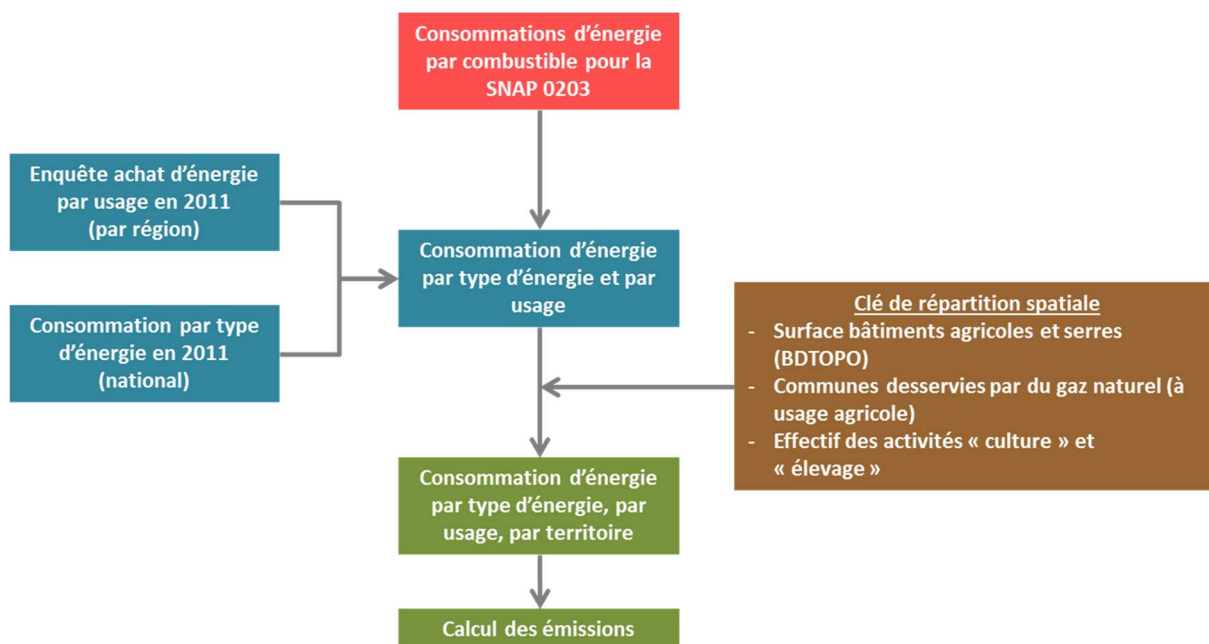 Consommations d'énergie
par combustible pour la
SNAP 0203
Enquête achat d'énergie
par usage en 2011
(par région)
Consommation par type
d'énergie en 2011
(national)
Consommation d'énergie
par type d'énergie et par
usage
Clé de répartition spatiale
- Surface bâtiments agricoles et serres
(BDTOPO)
- Communes desservies par du gaz naturel (à
usage agricole)
- Effectif des activités « culture » et
« élevage »
Consommation d'énergie
par type d'énergie, par
usage, par territoire
Calcul des émissions